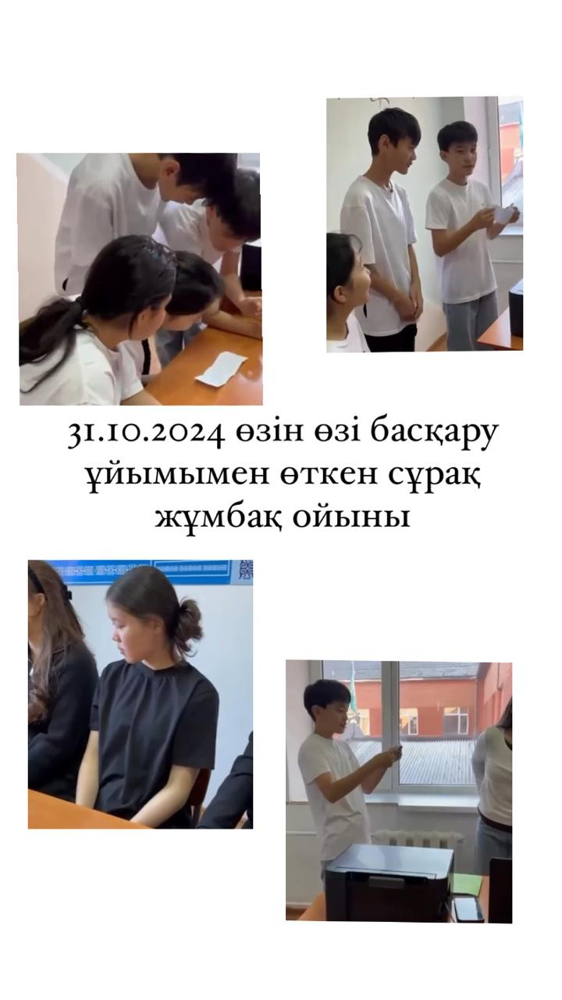 31.10.2024 өзін өзі басқару
ұйымымен өткен сұрақ
жұмбақ ойыны